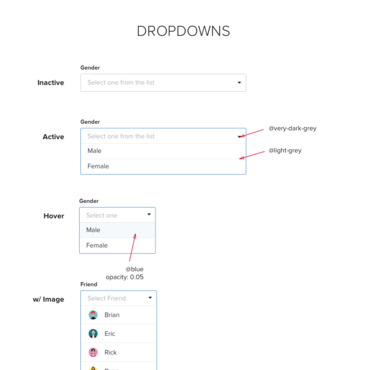 DROPDOWNS
Gender
Inactive
Select one from the list
Gender
@very-dark-grey
Active
Select one from the list
Male
@light-grey
Female
Gender
Hover
Select one
Male
Female
@blue
opacity: 0.05
Friend
w/ Image
Select Friend
Brian
Eric
Rick